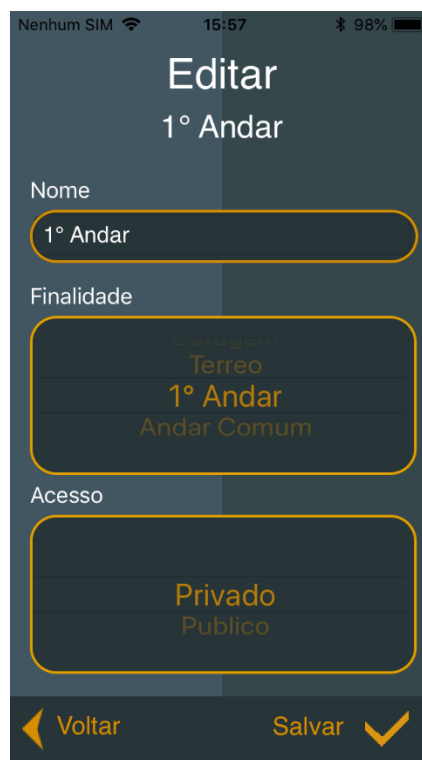 Nenhum SIM 15:57 98%
Editar
1° Andar
Nome
1° Andar
Finalidade
Garagem
Terreo
1° Andar
Andar Comum
Acesso
Privado
Publico
Voltar Salvar